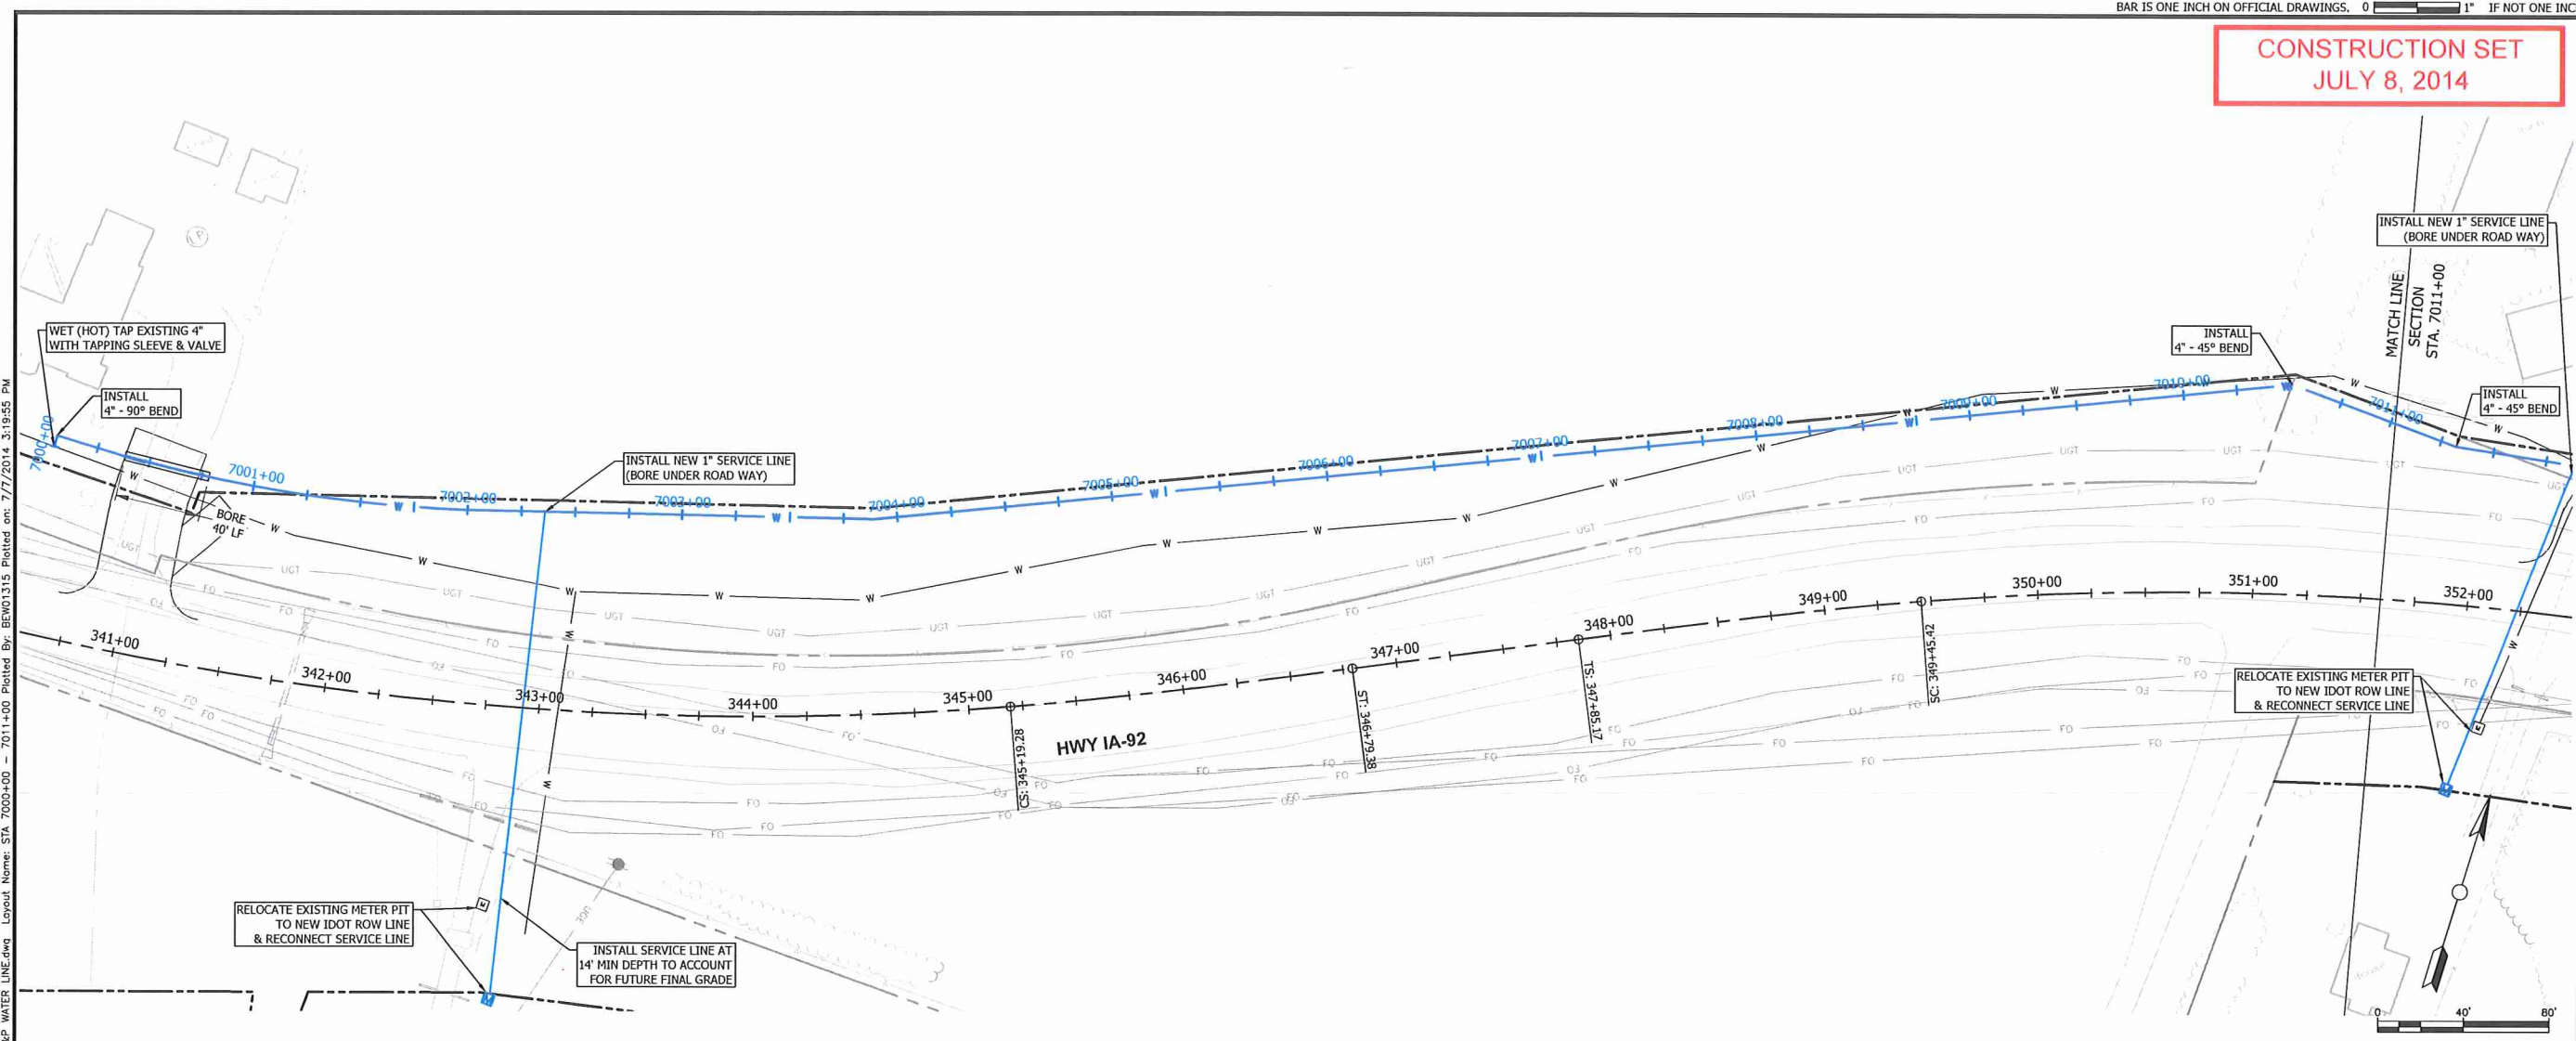 BAR IS ONE INCH ON OFFICIAL DRAWINGS. 0 1" IF NOT ONE INC
CONSTRUCTION SET
JULY 8, 2014
INSTALL NEW 1" SERVICE LINE
(BORE UNDER ROAD WAY)
MATCH LINE
SECTION
STA. 7011+00
WET (HOT) TAP EXISTING 4"
WITH TAPPING SLEEVE & VALVE
INSTALL
4" - 45° BEND
INSTALL
4" - 90° BEND
INSTALL
4" - 45° BEND
7000+00
7001+00
7002+00
7003+00
7004+00
7005+00
7006+00
7007+00
7008+00
7009+00
7010+00
7011+00
INSTALL NEW 1" SERVICE LINE
(BORE UNDER ROAD WAY)
BORE
40' LF
341+00
342+00
343+00
344+00
345+00
346+00
347+00
348+00
349+00
350+00
351+00
352+00
CS: 345+19.28
HWY IA-92
ST: 346+79.38
TS: 347+85.17
SC: 349+45.42
RELOCATE EXISTING METER PIT
TO NEW IDOT ROW LINE
& RECONNECT SERVICE LINE
RELOCATE EXISTING METER PIT
TO NEW IDOT ROW LINE
& RECONNECT SERVICE LINE
INSTALL SERVICE LINE AT
14' MIN DEPTH TO ACCOUNT
FOR FUTURE FINAL GRADE
UGE
House
0 40' 80'
WATER LINE.dwg Layout Name: STA 7000+00 - 7011+00 Plotted By: BEW01315 Plotted on: 7/7/2014 3:19:55 PM